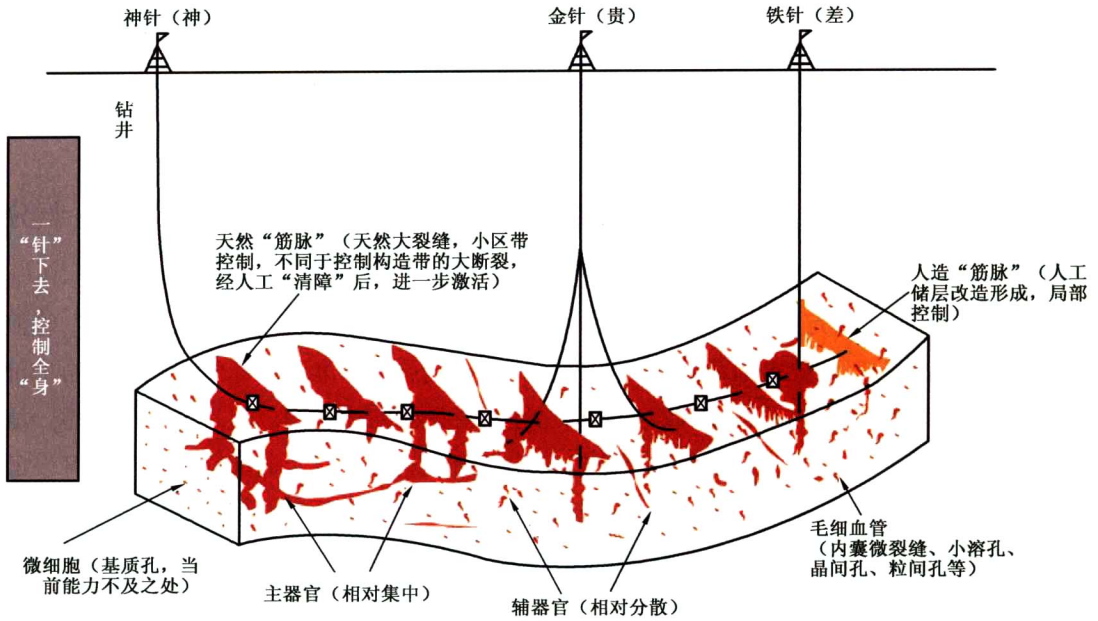 神针（神）
金针（贵）
铁针（差）
钻
井
一“针”下去，控制全身“”
天然“筋脉”（天然大裂缝，小区带
控制，不同于控制构造带的大断裂，
经人工“清障”后，进一步激活）
人造“筋脉”（人工
储层改造形成，局部
控制）
微细胞（基质孔，当
前能力不及之处）
主器官（相对集中）
辅器官（相对分散）
毛细血管
（内囊微裂缝、小溶孔、
晶间孔、粒间孔等）